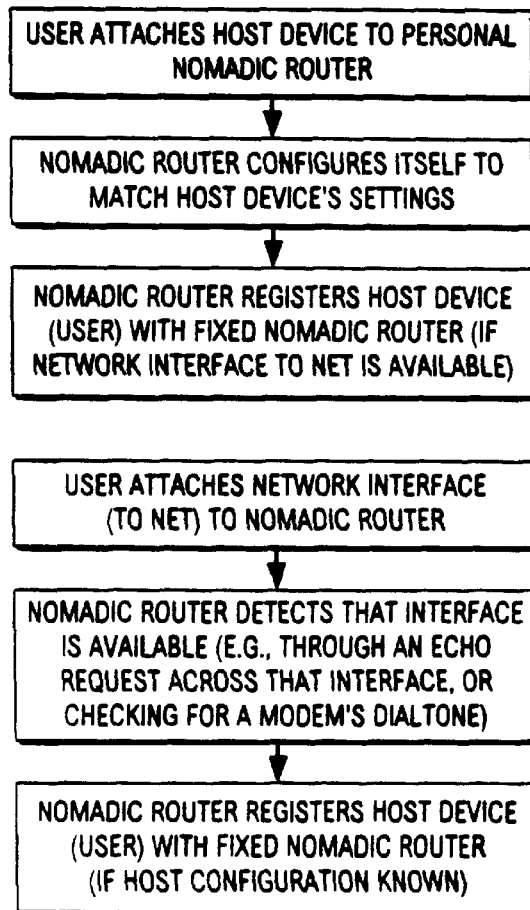 USER ATTACHES HOST DEVICE TO PERSONAL
NOMADIC ROUTER
NOMADIC ROUTER CONFIGURES ITSELF TO
MATCH HOST DEVICE'S SETTINGS
NOMADIC ROUTER REGISTERS HOST DEVICE
(USER) WITH FIXED NOMADIC ROUTER (IF
NETWORK INTERFACE TO NET IS AVAILABLE)
USER ATTACHES NETWORK INTERFACE
(TO NET) TO NOMADIC ROUTER
NOMADIC ROUTER DETECTS THAT INTERFACE
IS AVAILABLE (E.G., THROUGH AN ECHO
REQUEST ACROSS THAT INTERFACE, OR
CHECKING FOR A MODEM'S DIALTONE)
NOMADIC ROUTER REGISTERS HOST DEVICE
(USER) WITH FIXED NOMADIC ROUTER
(IF HOST CONFIGURATION KNOWN)